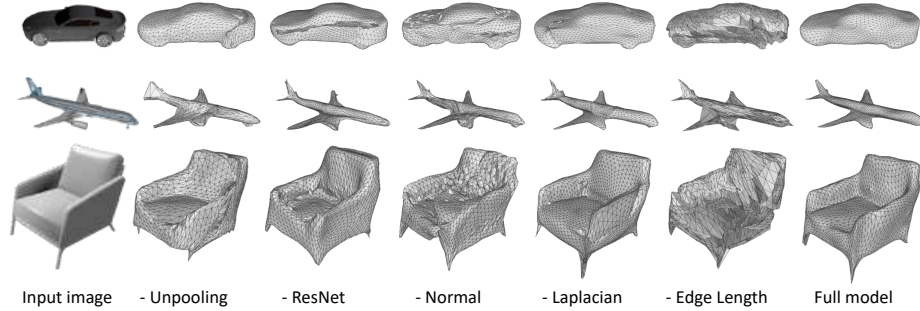 Input image - Unpooling - ResNet - Normal - Laplacian - Edge Length Full model